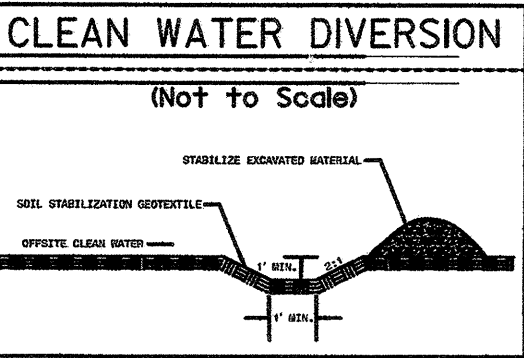 CLEAN WATER DIVERSION
(Not to Scale)
STABILIZE EXCAVATED MATERIAL
SOIL STABILIZATION GEOTEXTILE
OFFSITE CLEAN WATER
1' MIN.
2:1
1' MIN.